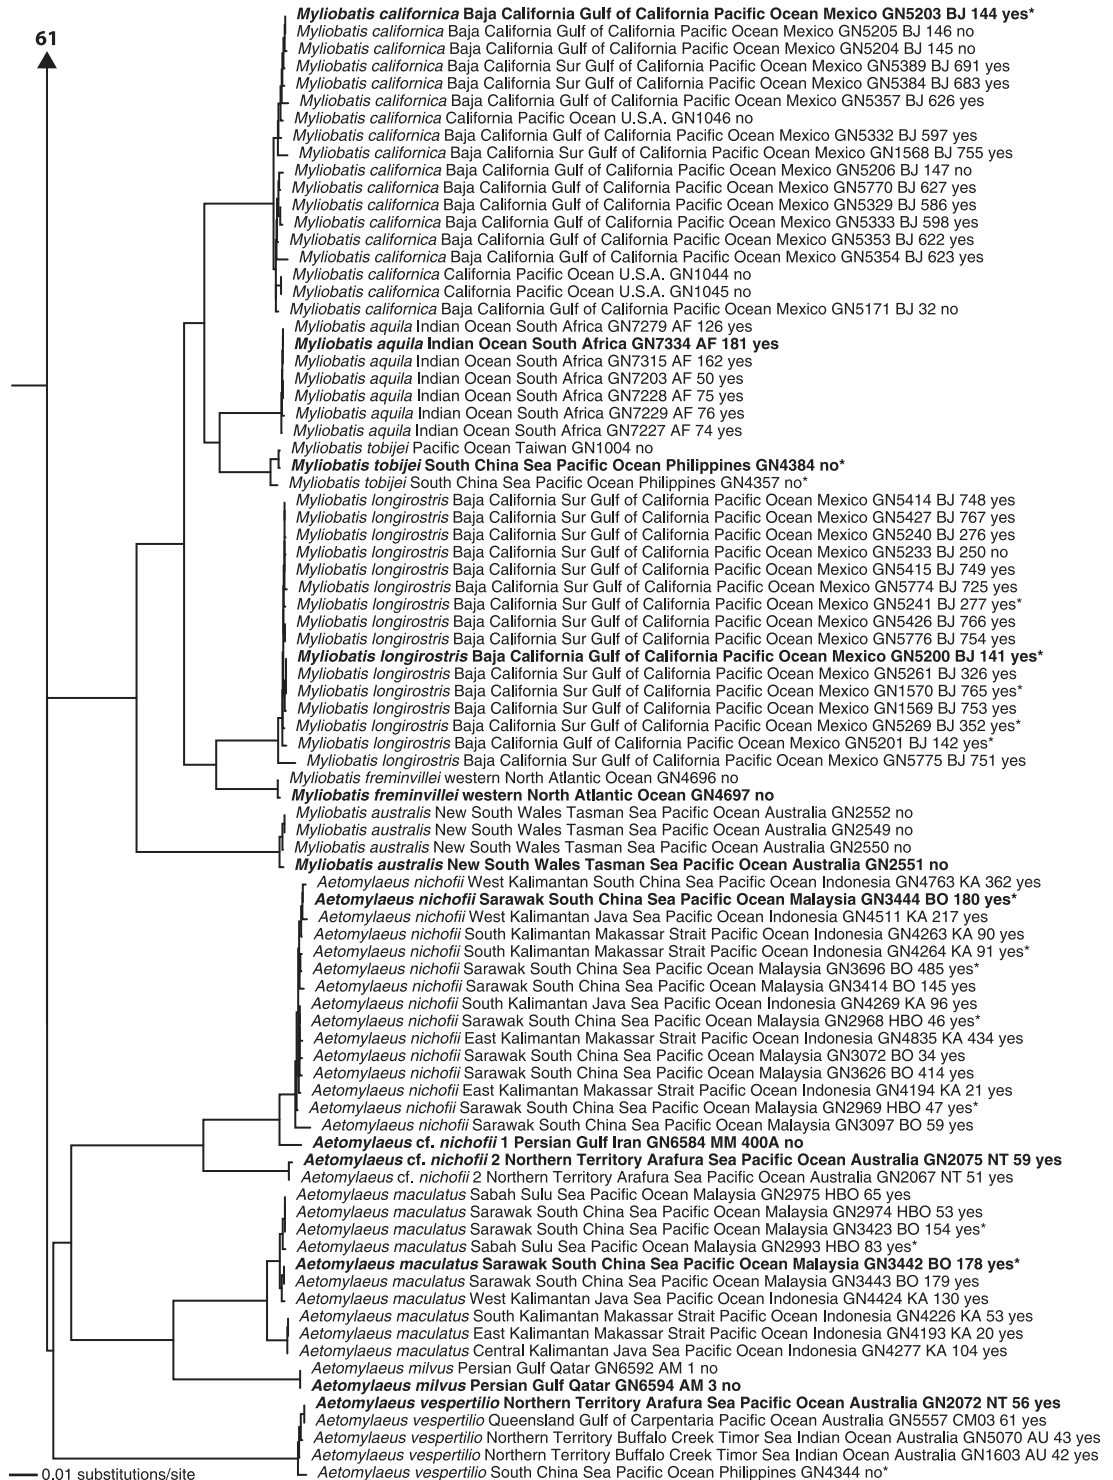 61
Myliobatis californica Baja California Gulf of California Pacific Ocean Mexico GN5203 BJ 144 yes*
Myliobatis californica Baja California Gulf of California Pacific Ocean Mexico GN5205 BJ 146 no
Myliobatis californica Baja California Gulf of California Pacific Ocean Mexico GN5204 BJ 145 no
Myliobatis californica Baja California Sur Gulf of California Pacific Ocean Mexico GN5389 BJ 691 yes
Myliobatis californica Baja California Sur Gulf of California Pacific Ocean Mexico GN5384 BJ 683 yes
Myliobatis californica Baja California Gulf of California Pacific Ocean Mexico GN5357 BJ 626 yes
Myliobatis californica California Pacific Ocean U.S.A. GN1046 no
Myliobatis californica Baja California Gulf of California Pacific Ocean Mexico GN5332 BJ 597 yes
Myliobatis californica Baja California Sur Gulf of California Pacific Ocean Mexico GN1568 BJ 755 yes
Myliobatis californica Baja California Gulf of California Pacific Ocean Mexico GN5206 BJ 147 no
Myliobatis californica Baja California Gulf of California Pacific Ocean Mexico GN5770 BJ 627 yes
Myliobatis californica Baja California Gulf of California Pacific Ocean Mexico GN5329 BJ 586 yes
Myliobatis californica Baja California Gulf of California Pacific Ocean Mexico GN5333 BJ 598 yes
Myliobatis californica Baja California Gulf of California Pacific Ocean Mexico GN5353 BJ 622 yes
Myliobatis californica Baja California Gulf of California Pacific Ocean Mexico GN5354 BJ 623 yes
Myliobatis californica California Pacific Ocean U.S.A. GN1044 no
Myliobatis californica California Pacific Ocean U.S.A. GN1045 no
Myliobatis californica Baja California Gulf of California Pacific Ocean Mexico GN5171 BJ 32 no
Myliobatis aquila Indian Ocean South Africa GN7279 AF 126 yes
Myliobatis aquila Indian Ocean South Africa GN7334 AF 181 yes
Myliobatis aquila Indian Ocean South Africa GN7315 AF 162 yes
Myliobatis aquila Indian Ocean South Africa GN7203 AF 50 yes
Myliobatis aquila Indian Ocean South Africa GN7228 AF 75 yes
Myliobatis aquila Indian Ocean South Africa GN7229 AF 76 yes
Myliobatis aquila Indian Ocean South Africa GN7227 AF 74 yes
Myliobatis tobijei Pacific Ocean Taiwan GN1004 no
Myliobatis tobijei South China Sea Pacific Ocean Philippines GN4384 no*
Myliobatis tobijei South China Sea Pacific Ocean Philippines GN4357 no*
Myliobatis longirostris Baja California Sur Gulf of California Pacific Ocean Mexico GN5414 BJ 748 yes
Myliobatis longirostris Baja California Sur Gulf of California Pacific Ocean Mexico GN5427 BJ 767 yes
Myliobatis longirostris Baja California Sur Gulf of California Pacific Ocean Mexico GN5240 BJ 276 yes
Myliobatis longirostris Baja California Sur Gulf of California Pacific Ocean Mexico GN5233 BJ 250 no
Myliobatis longirostris Baja California Sur Gulf of California Pacific Ocean Mexico GN5415 BJ 749 yes
Myliobatis longirostris Baja California Sur Gulf of California Pacific Ocean Mexico GN5774 BJ 725 yes
Myliobatis longirostris Baja California Sur Gulf of California Pacific Ocean Mexico GN5241 BJ 277 yes*
Myliobatis longirostris Baja California Sur Gulf of California Pacific Ocean Mexico GN5426 BJ 766 yes
Myliobatis longirostris Baja California Sur Gulf of California Pacific Ocean Mexico GN5776 BJ 754 yes
Myliobatis longirostris Baja California Gulf of California Pacific Ocean Mexico GN5200 BJ 141 yes*
Myliobatis longirostris Baja California Sur Gulf of California Pacific Ocean Mexico GN5261 BJ 326 yes
Myliobatis longirostris Baja California Sur Gulf of California Pacific Ocean Mexico GN1570 BJ 765 yes*
Myliobatis longirostris Baja California Sur Gulf of California Pacific Ocean Mexico GN1569 BJ 753 yes
Myliobatis longirostris Baja California Sur Gulf of California Pacific Ocean Mexico GN5269 BJ 352 yes*
Myliobatis longirostris Baja California Gulf of California Pacific Ocean Mexico GN5201 BJ 142 yes*
Myliobatis longirostris Baja California Sur Gulf of California Pacific Ocean Mexico GN5775 BJ 751 yes
Myliobatis freminvillei western North Atlantic Ocean GN4696 no
Myliobatis freminvillei western North Atlantic Ocean GN4697 no
Myliobatis australis New South Wales Tasman Sea Pacific Ocean Australia GN2552 no
Myliobatis australis New South Wales Tasman Sea Pacific Ocean Australia GN2549 no
Myliobatis australis New South Wales Tasman Sea Pacific Ocean Australia GN2550 no
Myliobatis australis New South Wales Tasman Sea Pacific Ocean Australia GN2551 no
Aetomylaeus nichofii West Kalimantan South China Sea Pacific Ocean Indonesia GN4763 KA 362 yes
Aetomylaeus nichofii Sarawak South China Sea Pacific Ocean Malaysia GN3444 BO 180 yes*
Aetomylaeus nichofii West Kalimantan Java Sea Pacific Ocean Indonesia GN4511 KA 217 yes
Aetomylaeus nichofii South Kalimantan Makassar Strait Pacific Ocean Indonesia GN4263 KA 90 yes
Aetomylaeus nichofii South Kalimantan Makassar Strait Pacific Ocean Indonesia GN4264 KA 91 yes*
Aetomylaeus nichofii Sarawak South China Sea Pacific Ocean Malaysia GN3696 BO 485 yes*
Aetomylaeus nichofii Sarawak South China Sea Pacific Ocean Malaysia GN3414 BO 145 yes
Aetomylaeus nichofii South Kalimantan Java Sea Pacific Ocean Indonesia GN4269 KA 96 yes
Aetomylaeus nichofii Sarawak South China Sea Pacific Ocean Malaysia GN2968 HBO 46 yes*
Aetomylaeus nichofii East Kalimantan Makassar Strait Pacific Ocean Indonesia GN4835 KA 434 yes
Aetomylaeus nichofii Sarawak South China Sea Pacific Ocean Malaysia GN3072 BO 34 yes
Aetomylaeus nichofii Sarawak South China Sea Pacific Ocean Malaysia GN3626 BO 414 yes
Aetomylaeus nichofii East Kalimantan Makassar Strait Pacific Ocean Indonesia GN4194 KA 21 yes
Aetomylaeus nichofii Sarawak South China Sea Pacific Ocean Malaysia GN2969 HBO 47 yes*
Aetomylaeus nichofii Sarawak South China Sea Pacific Ocean Malaysia GN3097 BO 59 yes
Aetomylaeus cf. nichofii 1 Persian Gulf Iran GN6584 MM 400A no
Aetomylaeus cf. nichofii 2 Northern Territory Arafura Sea Pacific Ocean Australia GN2075 NT 59 yes
Aetomylaeus cf. nichofii 2 Northern Territory Arafura Sea Pacific Ocean Australia GN2067 NT 51 yes
Aetomylaeus maculatus Sabah Sulu Sea Pacific Ocean Malaysia GN2975 HBO 65 yes
Aetomylaeus maculatus Sarawak South China Sea Pacific Ocean Malaysia GN2974 HBO 53 yes
Aetomylaeus maculatus Sarawak South China Sea Pacific Ocean Malaysia GN3423 BO 154 yes*
Aetomylaeus maculatus Sabah Sulu Sea Pacific Ocean Malaysia GN2993 HBO 83 yes*
Aetomylaeus maculatus Sarawak South China Sea Pacific Ocean Malaysia GN3442 BO 178 yes*
Aetomylaeus maculatus Sarawak South China Sea Pacific Ocean Malaysia GN3443 BO 179 yes
Aetomylaeus maculatus West Kalimantan Java Sea Pacific Ocean Indonesia GN4424 KA 130 yes
Aetomylaeus maculatus South Kalimantan Makassar Strait Pacific Ocean Indonesia GN4226 KA 53 yes
Aetomylaeus maculatus East Kalimantan Makassar Strait Pacific Ocean Indonesia GN4193 KA 20 yes
Aetomylaeus maculatus Central Kalimantan Java Sea Pacific Ocean Indonesia GN4277 KA 104 yes
Aetomylaeus milvus Persian Gulf Qatar GN6592 AM 1 no
Aetomylaeus milvus Persian Gulf Qatar GN6594 AM 3 no
Aetomylaeus vespertilio Northern Territory Arafura Sea Pacific Ocean Australia GN2072 NT 56 yes
Aetomylaeus vespertilio Queensland Gulf of Carpentaria Pacific Ocean Australia GN5557 CM03 61 yes
Aetomylaeus vespertilio Northern Territory Buffalo Creek Timor Sea Indian Ocean Australia GN5070 AU 43 yes
Aetomylaeus vespertilio Northern Territory Buffalo Creek Timor Sea Indian Ocean Australia GN1603 AU 42 yes
Aetomylaeus vespertilio South China Sea Pacific Ocean Philippines GN4344 no*
0.01 substitutions/site